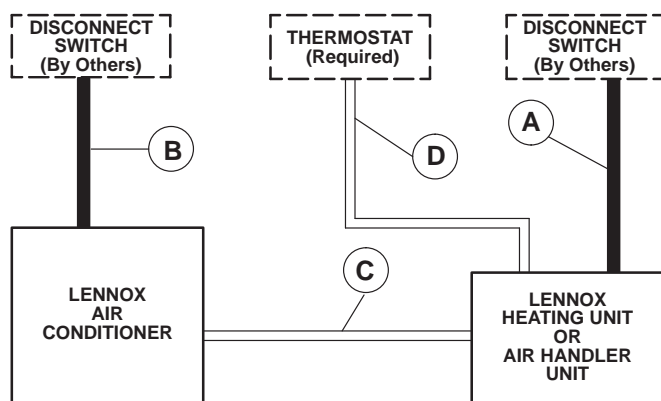 DISCONNECT
SWITCH
(By Others)
THERMOSTAT
(Required)
DISCONNECT
SWITCH
(By Others)
B
D
A
C
LENNOX
AIR
CONDITIONER
LENNOX
HEATING UNIT
OR
AIR HANDLER
UNIT